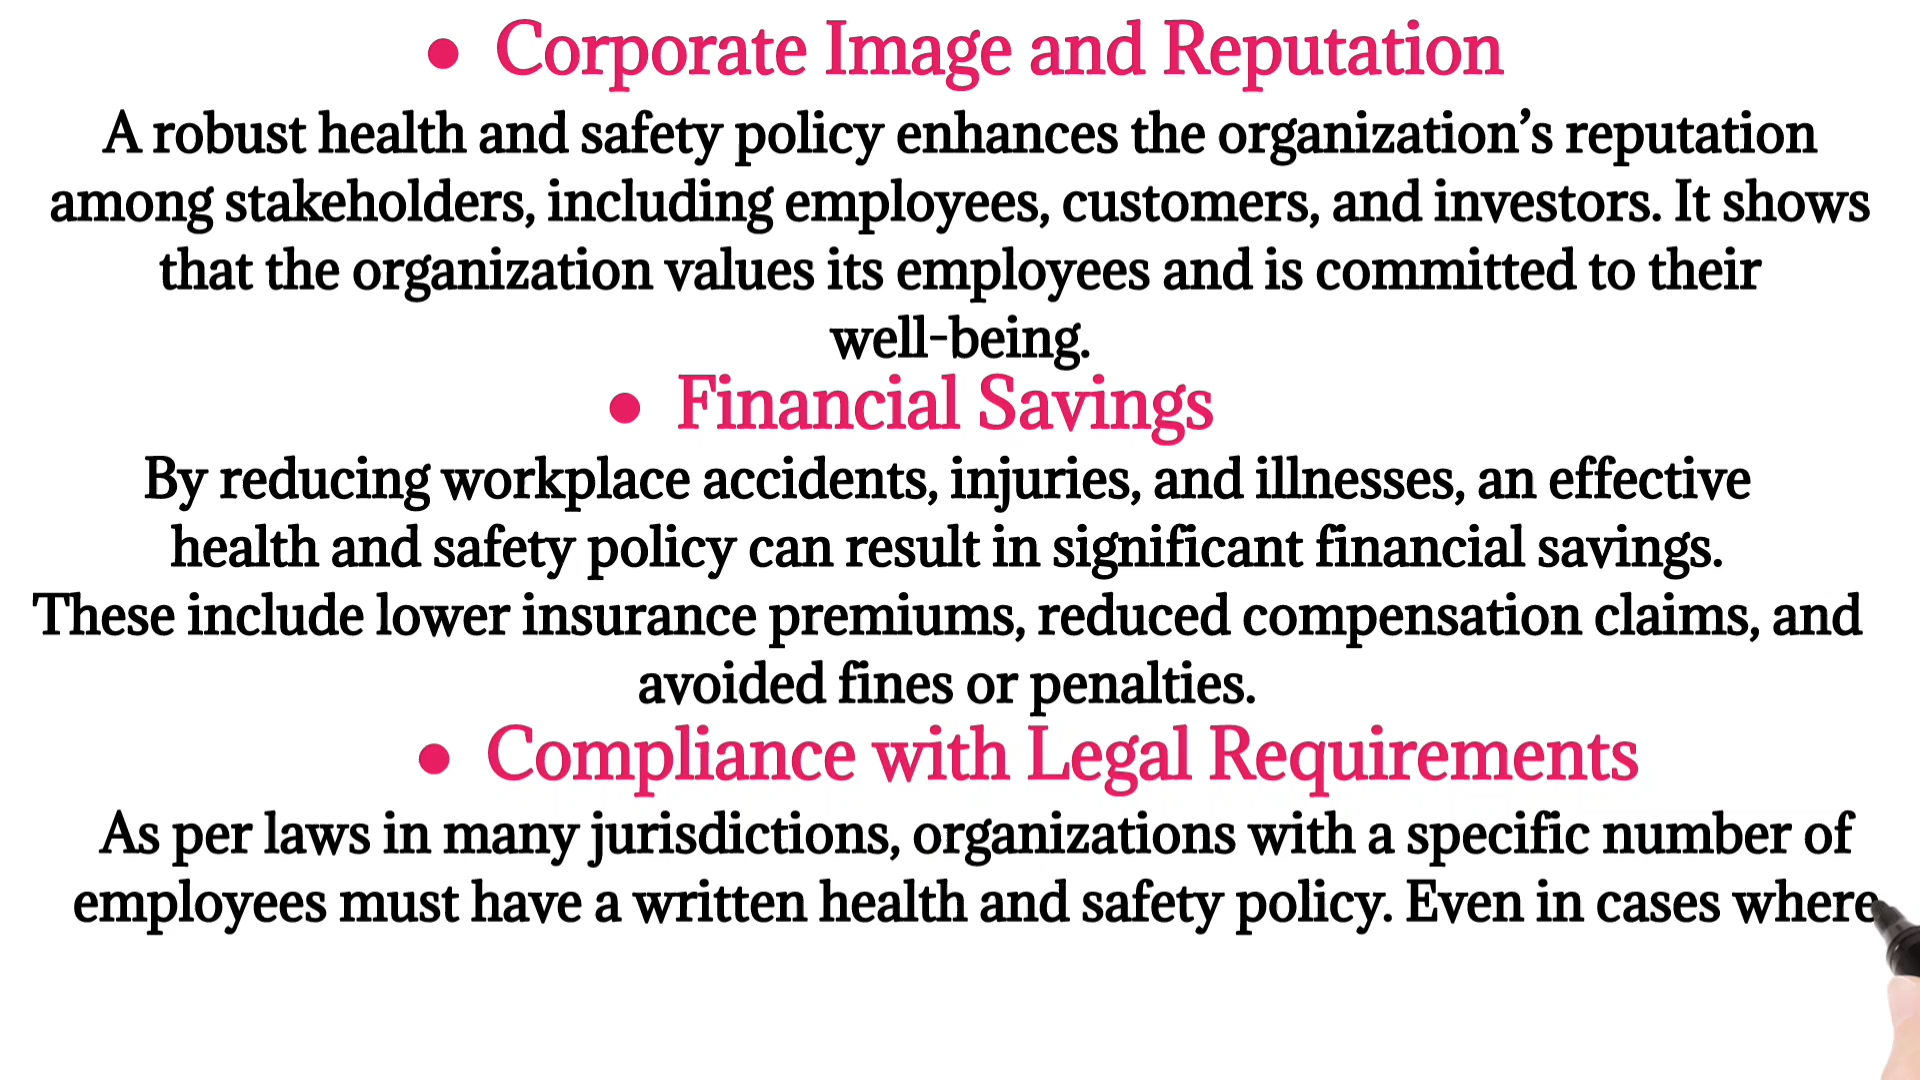 ● Corporate Image and Reputation
A robust health and safety policy enhances the organization’s reputation
among stakeholders, including employees, customers, and investors. It shows
that the organization values its employees and is committed to their
well-being.
● Financial Savings
By reducing workplace accidents, injuries, and illnesses, an effective
health and safety policy can result in significant financial savings.
These include lower insurance premiums, reduced compensation claims, and
avoided fines or penalties.
● Compliance with Legal Requirements
As per laws in many jurisdictions, organizations with a specific number of
employees must have a written health and safety policy. Even in cases where